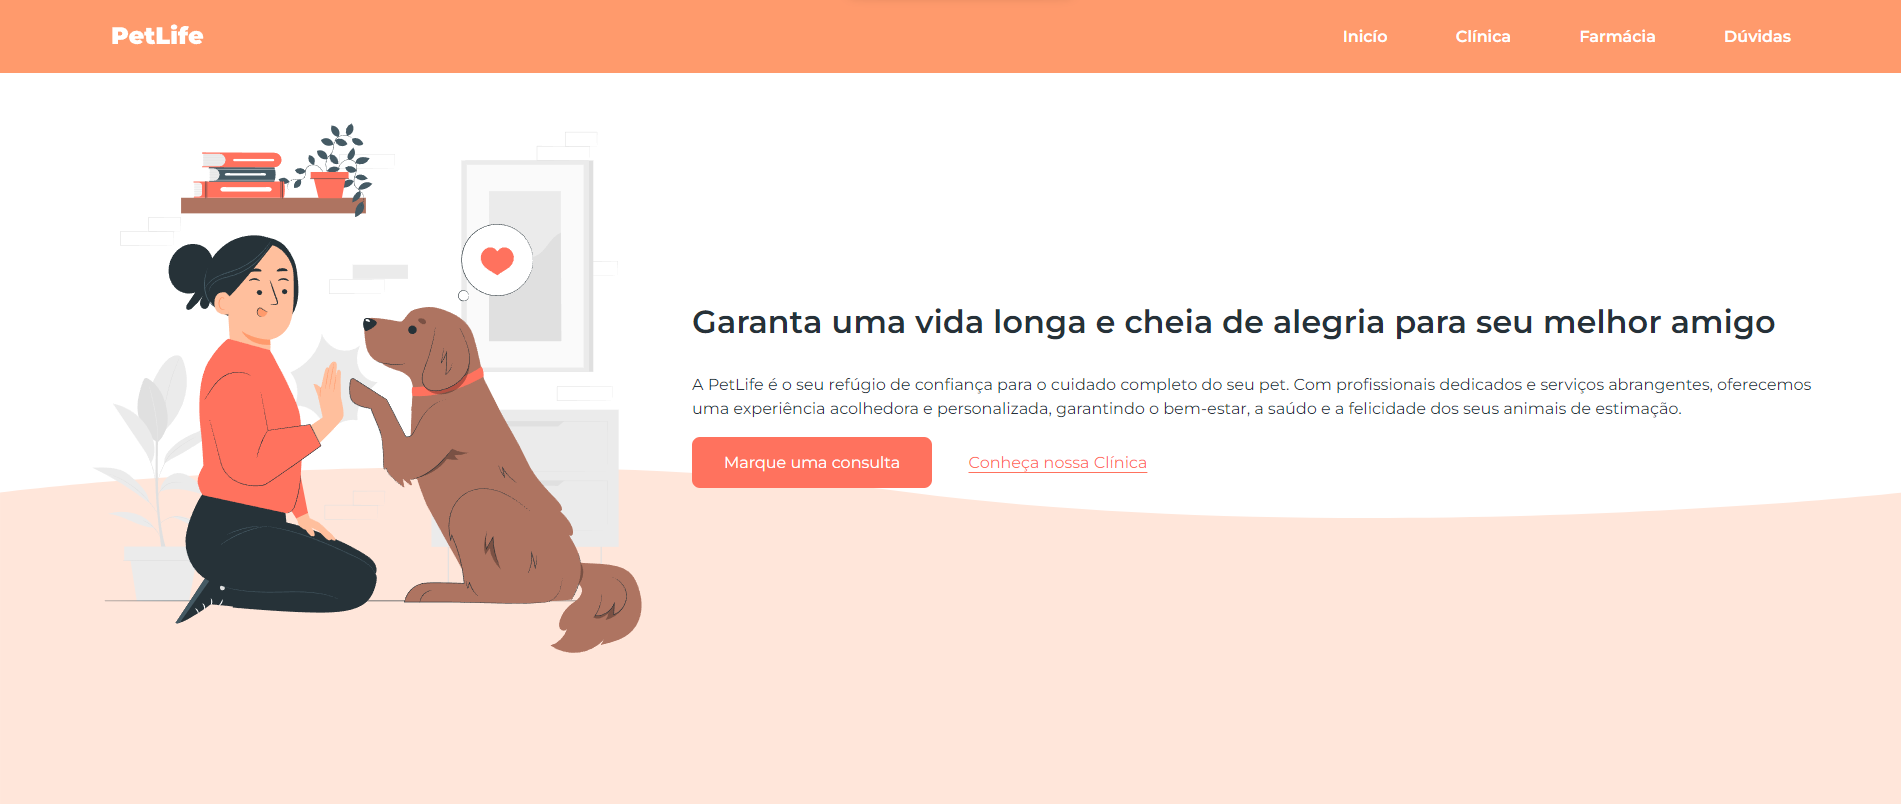 PetLife
Inicío
Clínica
Farmácia
Dúvidas
Garanta uma vida longa e cheia de alegria para seu melhor amigo
A PetLife é o seu refúgio de confiança para o cuidado completo do seu pet. Com profissionais dedicados e serviços abrangentes, oferecemos
uma experiência acolhedora e personalizada, garantindo o bem-estar, a saúdo e a felicidade dos seus animais de estimação.
Marque uma consulta
Conheça nossa Clínica